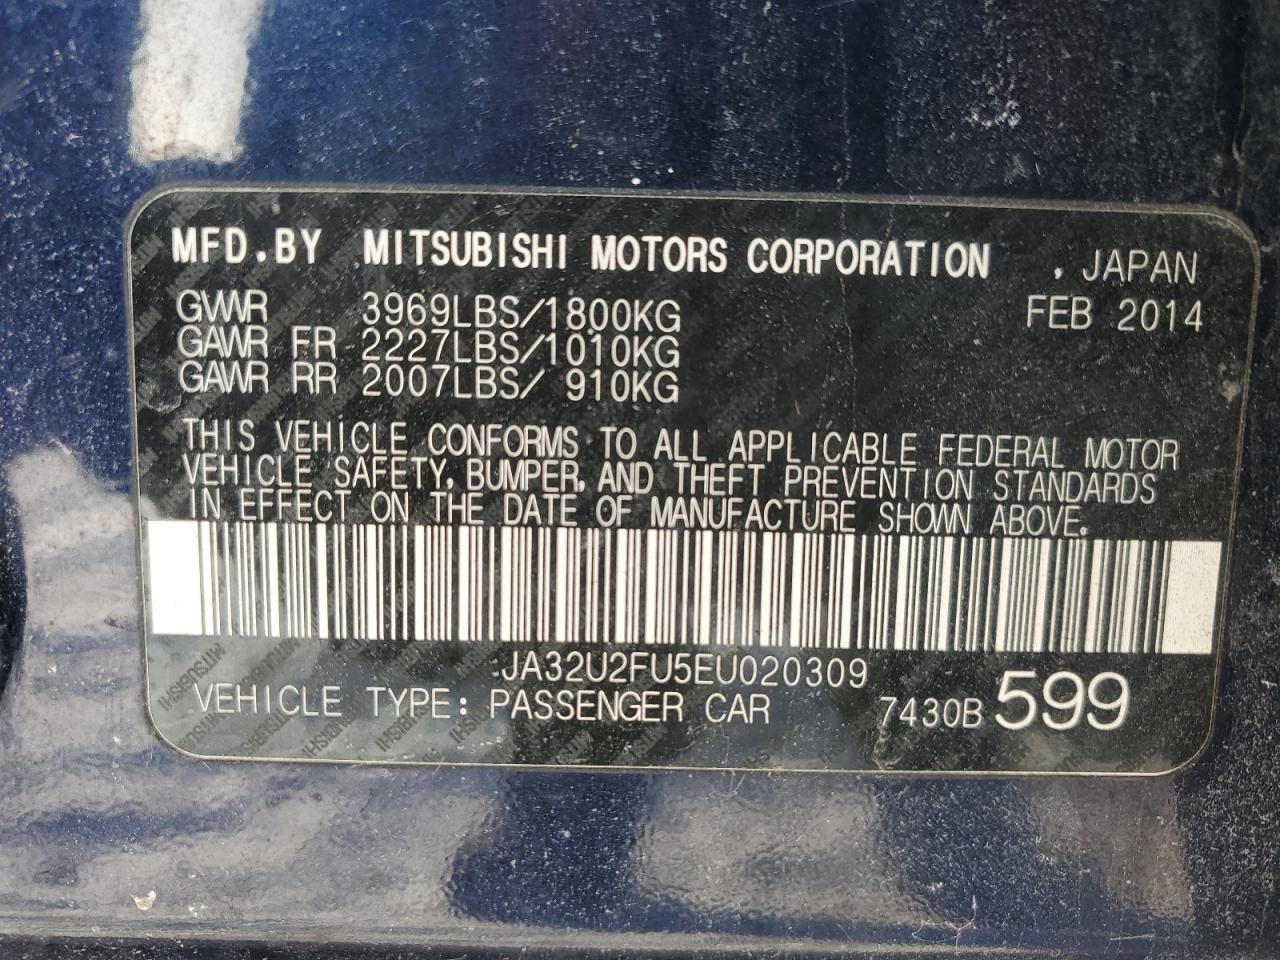 MFD.BY MITSUBISHI MOTORS CORPORATION , JAPAN
GVWR 3969LBS/1800KG FEB 2014
GAWR FR 2227LBS/1010KG
GAWR RR 2007LBS/ 910KG
THIS VEHICLE CONFORMS TO ALL APPLICABLE FEDERAL MOTOR
VEHICLE SAFETY, BUMPER, AND THEFT PREVENTION STANDARDS
IN EFFECT ON THE DATE OF MANUFACTURE SHOWN ABOVE.
:JA32U2FU5EU020309
VEHICLE TYPE: PASSENGER CAR 7430B 599